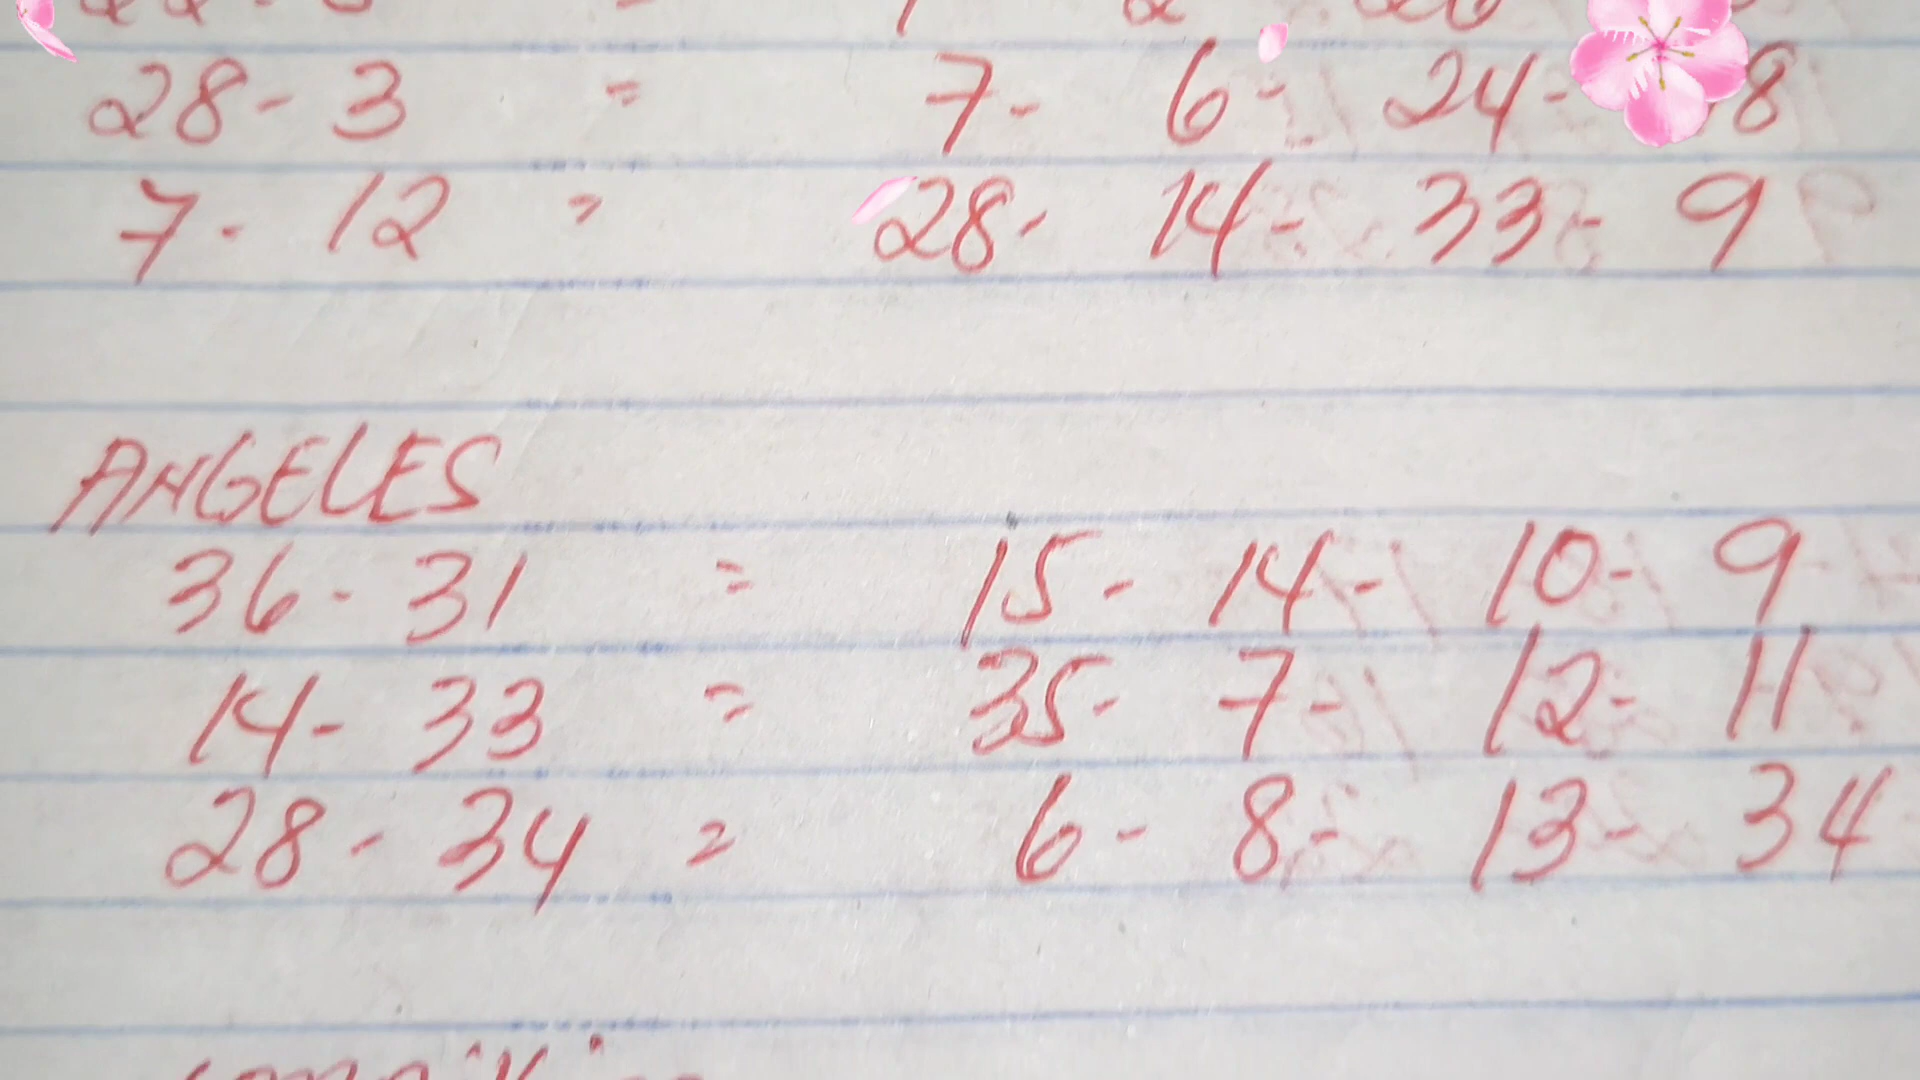 28- 3 = 7- 6- 24- 8
7- 12 = 28- 14- 33- 9
ANGELES
36- 31 = 15- 14- 10- 9
14- 33 = 35- 7- 12- 11
28- 34 = 6- 8- 13- 34